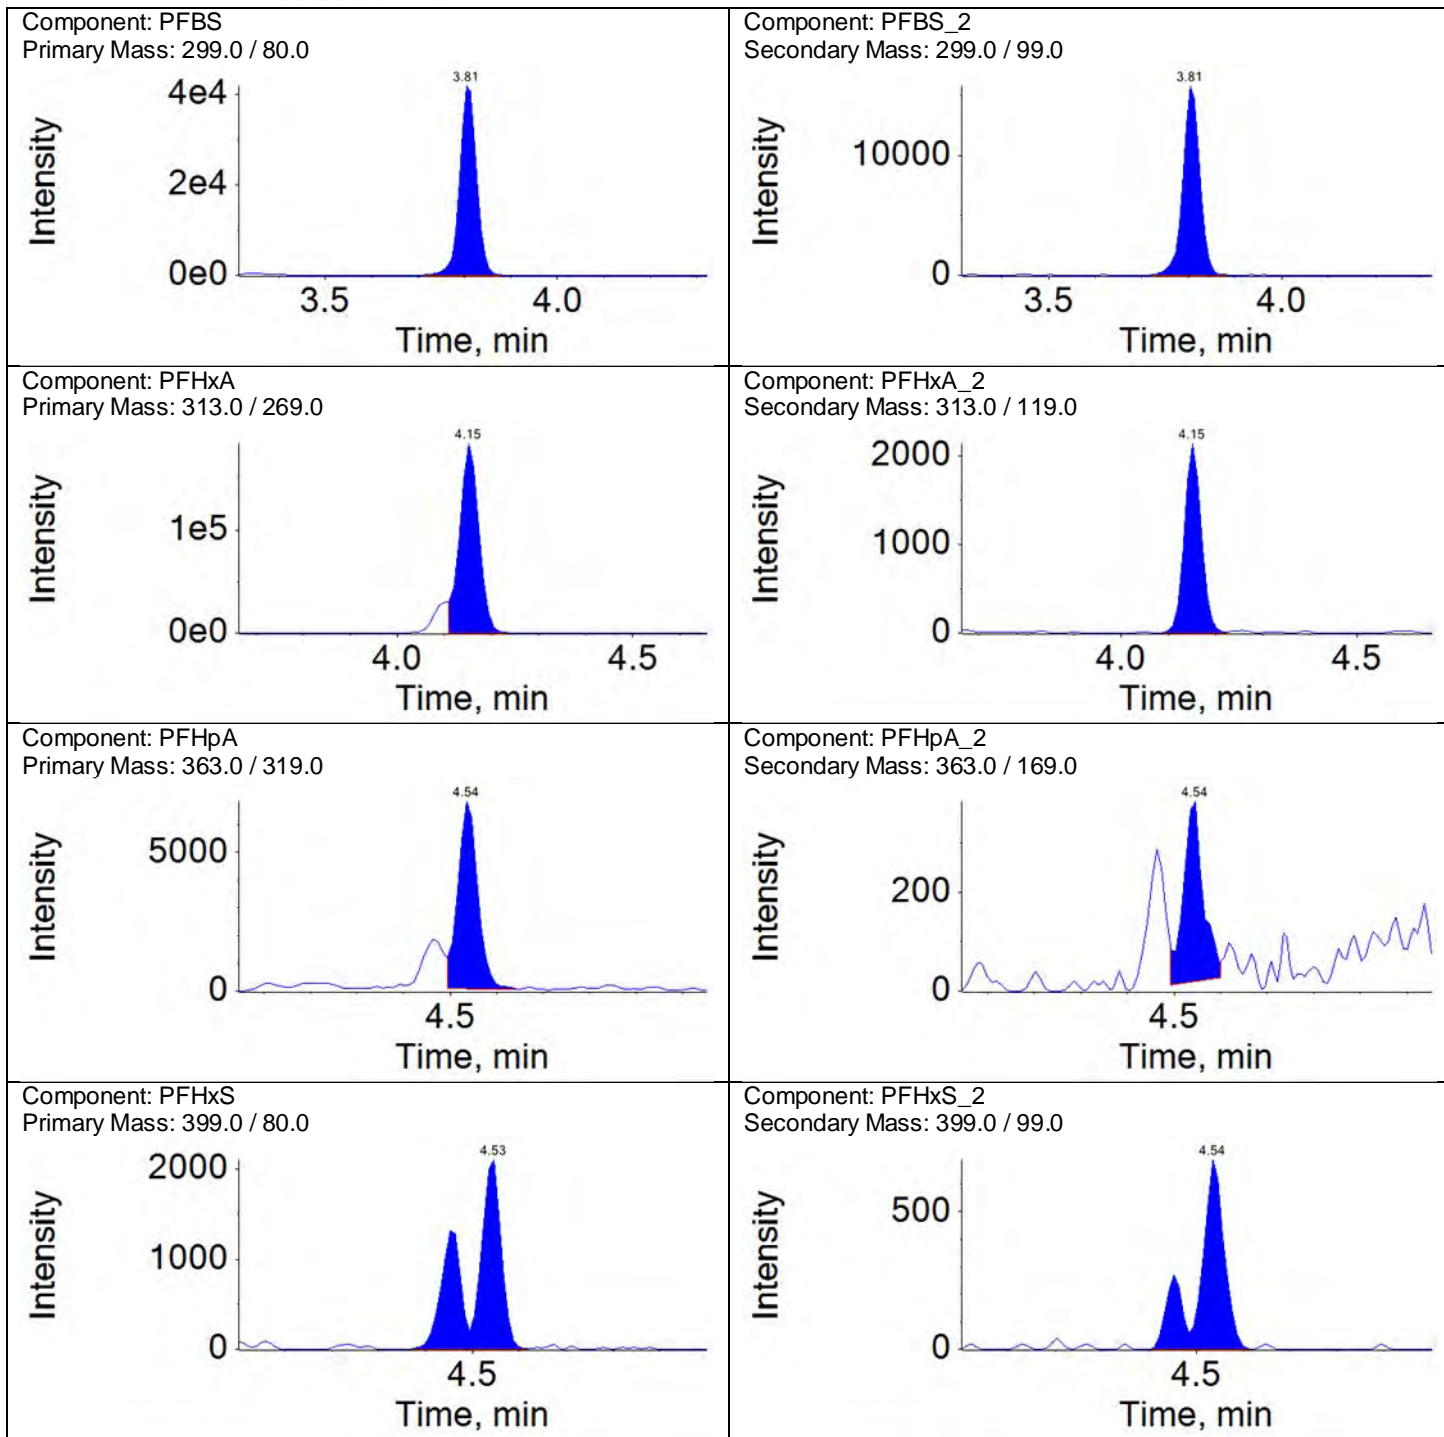 Component: PFBS
Primary Mass: 299.0 / 80.0
3.81
4e4
2e4
0e0
Intensity
3.5
4.0
Time, min
Component: PFBS_2
Secondary Mass: 299.0 / 99.0
3.81
10000
0
Intensity
3.5
4.0
Time, min
Component: PFHxA
Primary Mass: 313.0 / 269.0
4.15
1e5
0e0
Intensity
4.0
4.5
Time, min
Component: PFHxA_2
Secondary Mass: 313.0 / 119.0
4.15
2000
1000
0
Intensity
4.0
4.5
Time, min
Component: PFHpA
Primary Mass: 363.0 / 319.0
4.54
5000
0
Intensity
4.5
Time, min
Component: PFHpA_2
Secondary Mass: 363.0 / 169.0
4.54
200
0
Intensity
4.5
Time, min
Component: PFHxS
Primary Mass: 399.0 / 80.0
4.53
2000
1000
0
Intensity
4.5
Time, min
Component: PFHxS_2
Secondary Mass: 399.0 / 99.0
4.54
500
0
Intensity
4.5
Time, min